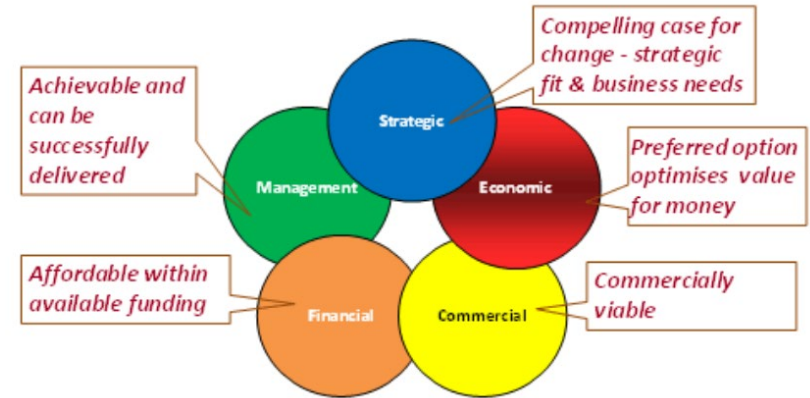 Compelling case for
change - strategic
fit & business needs
Achievable and
can be
successfully
delivered
Strategic
Preferred option
optimises value
for money
Management
Economic
Affordable within
available funding
Commercially
viable
Financial
Commercial